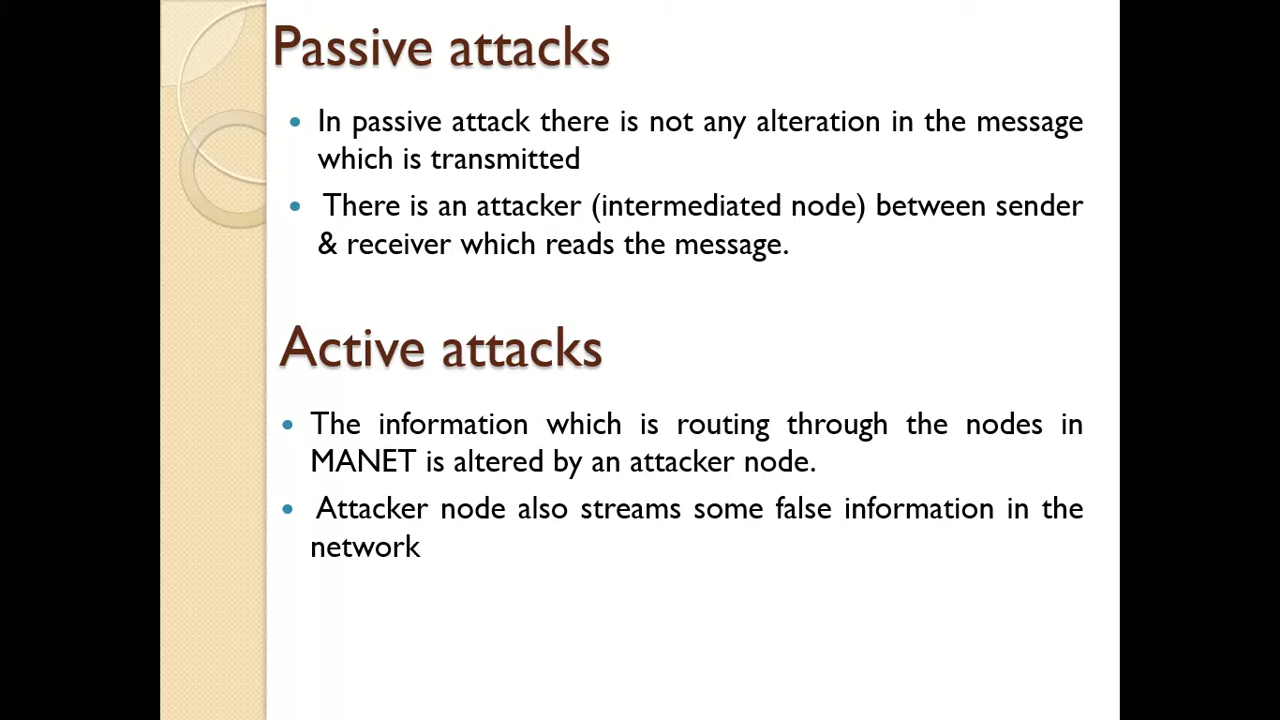 Passive attacks
• In passive attack there is not any alteration in the message
which is transmitted
• There is an attacker (intermediated node) between sender
& receiver which reads the message.
Active attacks
• The information which is routing through the nodes in
MANET is altered by an attacker node.
• Attacker node also streams some false information in the
network